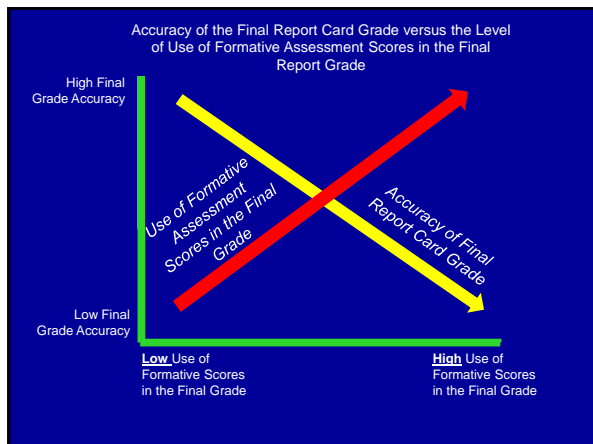 Accuracy of the Final Report Card Grade versus the Level
of Use of Formative Assessment Scores in the Final
Report Grade
High Final
Grade Accuracy
Use of Formative
Assessment
Scores in the Final
Grade
Accuracy of Final
Report Card Grade
Low Final
Grade Accuracy
Low Use of
Formative Scores
in the Final Grade
High Use of
Formative Scores
in the Final Grade